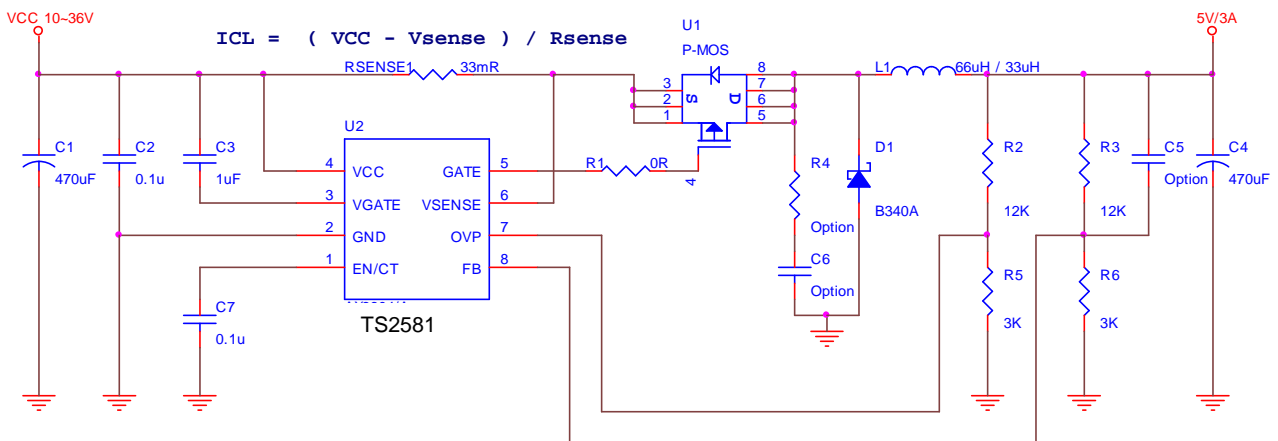 VCC 10~36V
ICL = ( VCC - Vsense ) / Rsense
U1
P-MOS
5V/3A
RSENSE1
33mR
8
L1
66uH / 33uH
3
7
S
D
2
6
1
5
U2
C1
C2
C3
R1
0R
4
R4
D1
R2
R3
C5
C4
470uF
0.1u
1uF
4
VCC
GATE
5
Option
470uF
3
VGATE
VSENSE
6
B340A
12K
12K
2
GND
OVP
7
Option
1
EN/CT
FB
8
C6
R5
R6
Option
C7
0.1u
TS2581
3K
3K